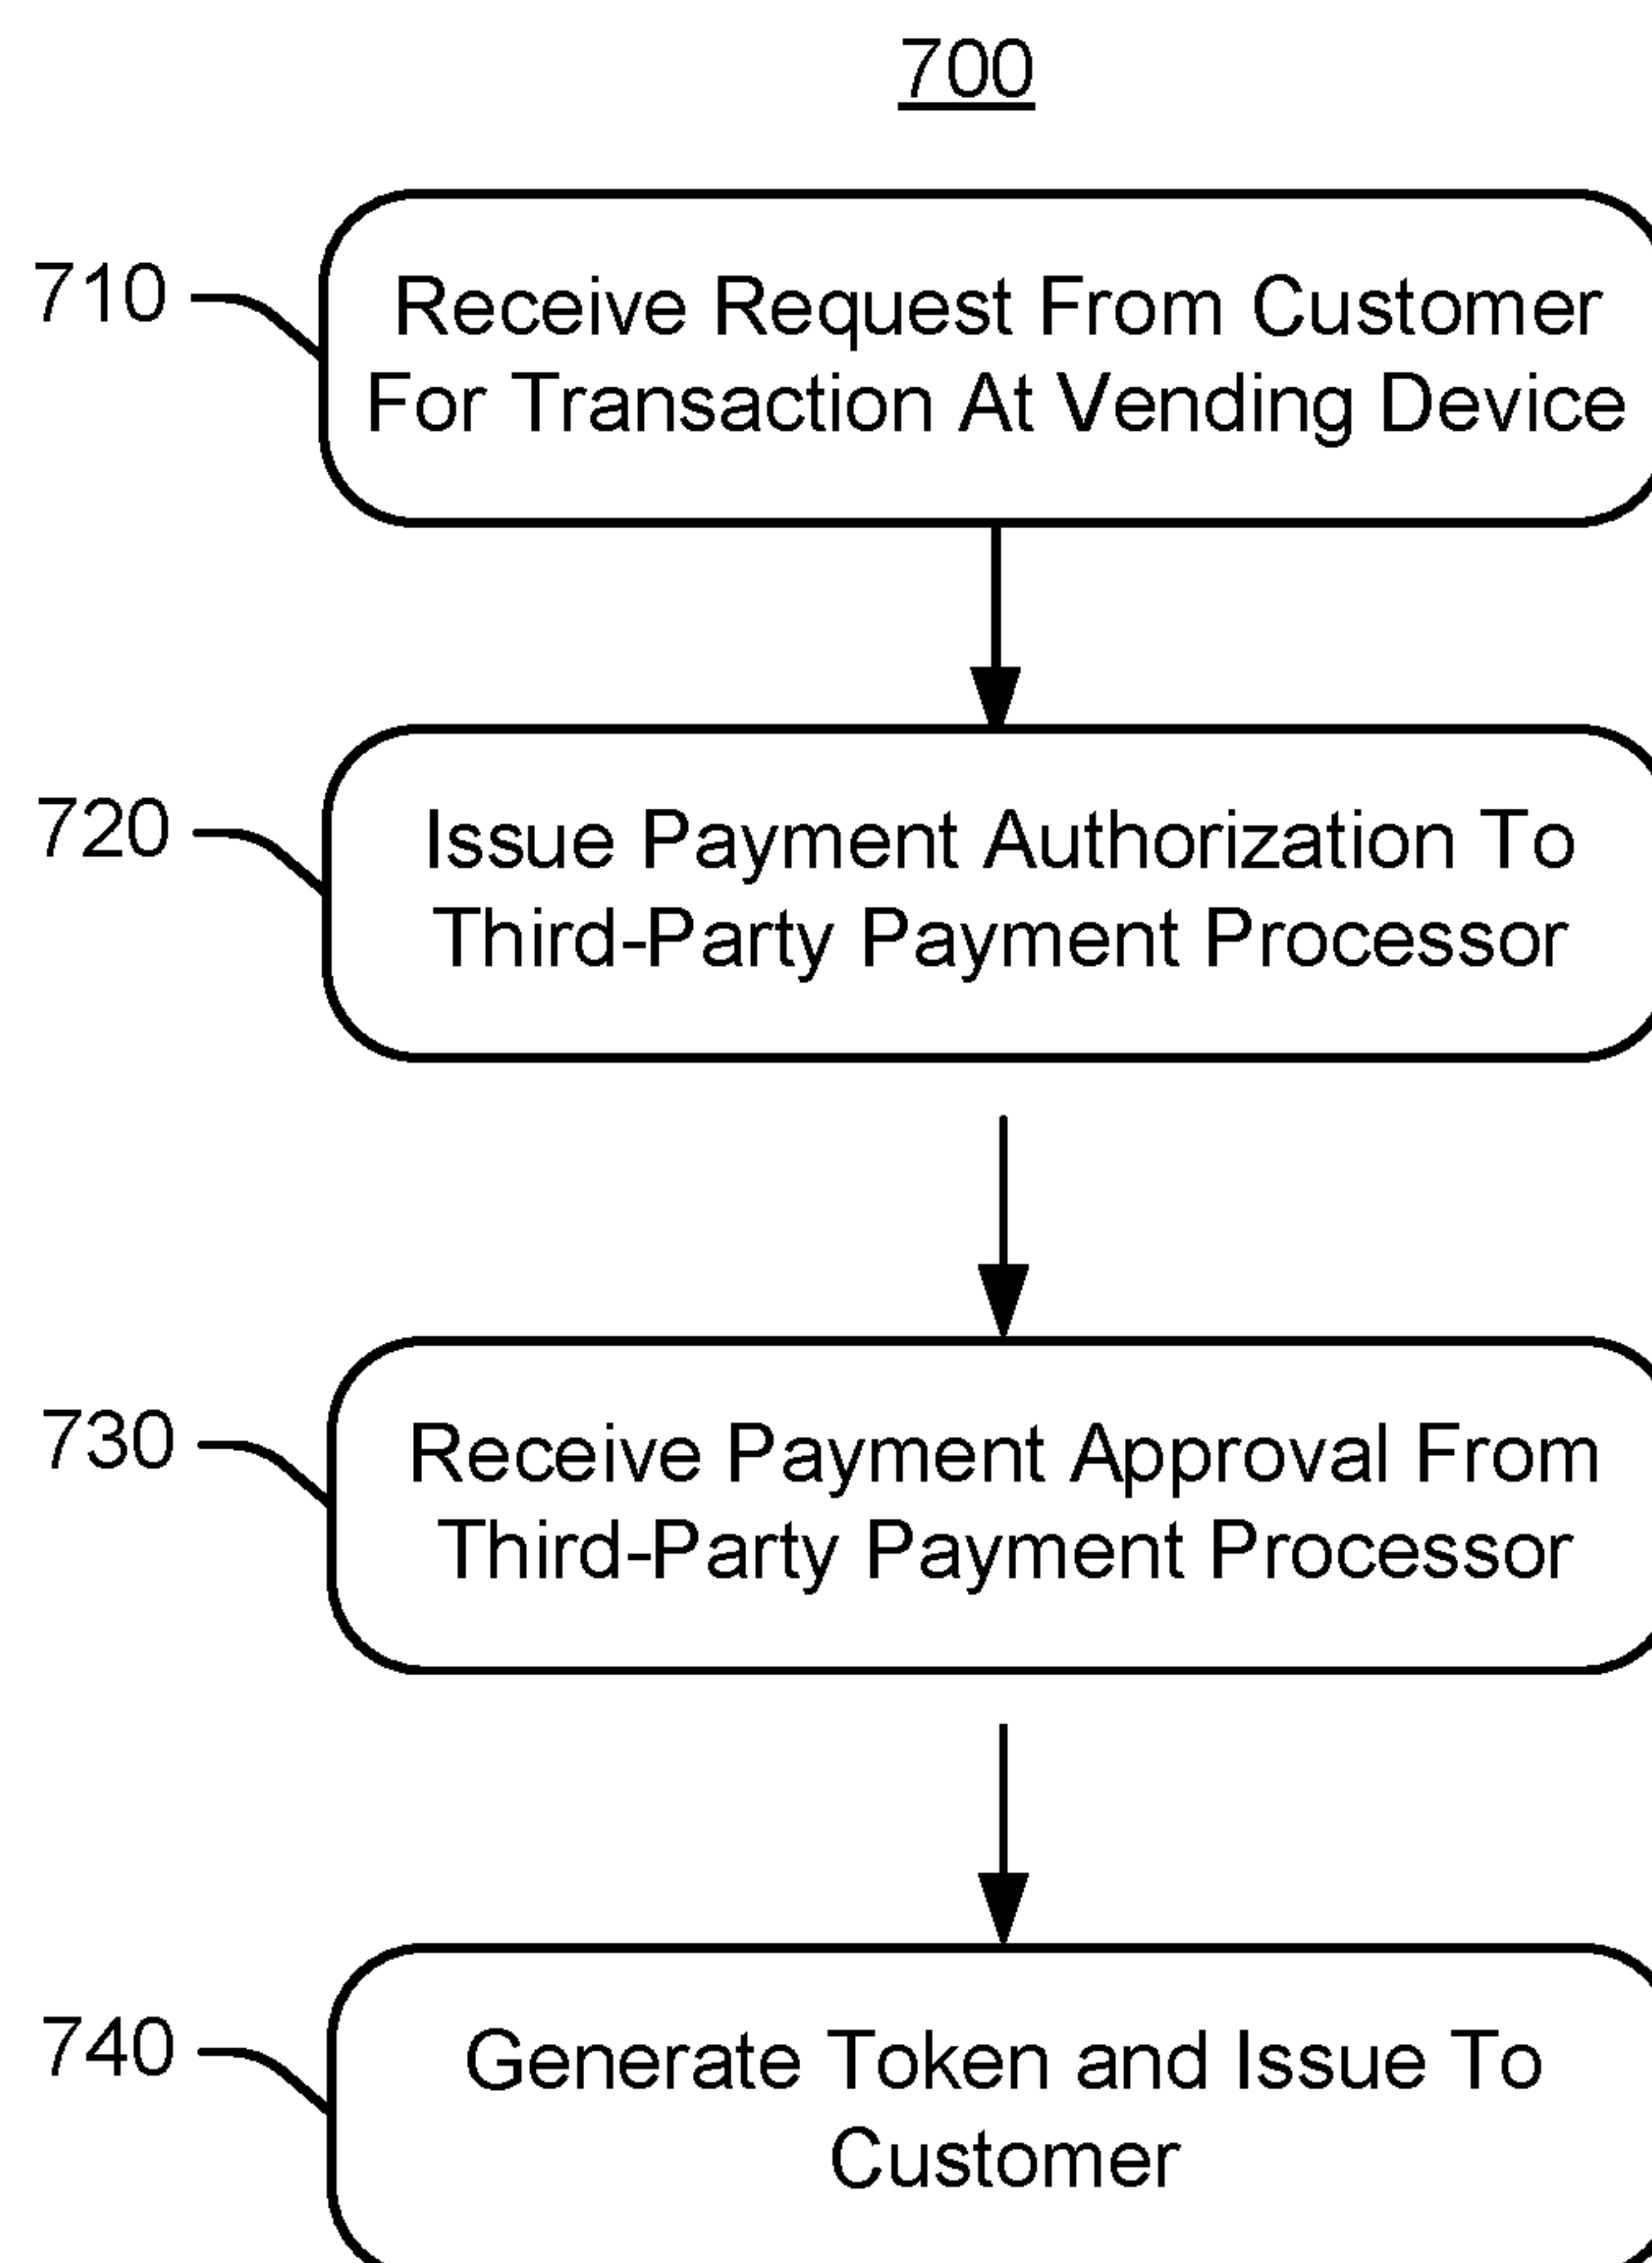 700
710
Receive Request From Customer
For Transaction At Vending Device
720
Issue Payment Authorization To
Third-Party Payment Processor
730
Receive Payment Approval From
Third-Party Payment Processor
740
Generate Token and Issue To
Customer